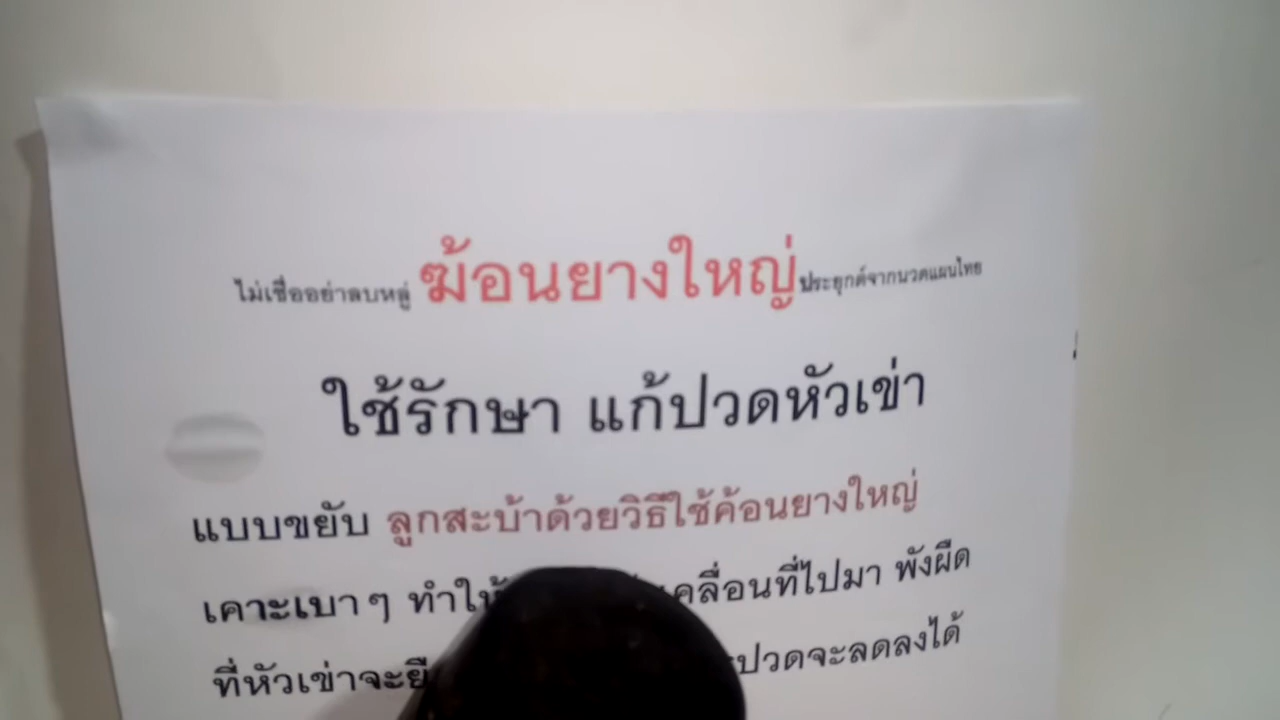 ไม่เชื่ออย่าลบหลู่ ฆ้อนยางใหญ่ ประยุกต์จากนวดแผนไทย
ใช้รักษา แก้ปวดหัวเข่า
แบบขยับ ลูกสะบ้าด้วยวิธีใช้ค้อนยางใหญ่
เคาะเบาๆ ทำให้ เคลื่อนที่ไปมา พังผืด
ที่หัวเข่าจะยื ปวดจะลดลงได้